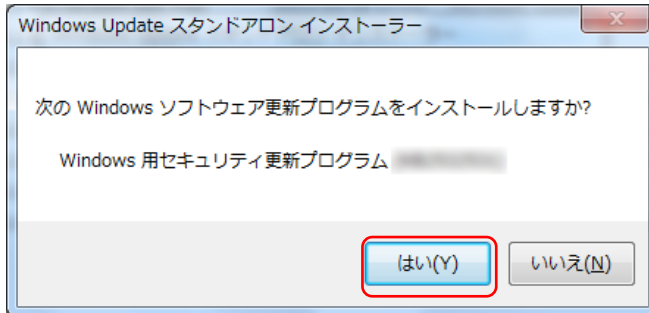 Windows Update スタンドアロン インストーラー
次の Windows ソフトウェア更新プログラムをインストールしますか?
Windows 用セキュリティ更新プログラム
はい(Y)
いいえ(N)